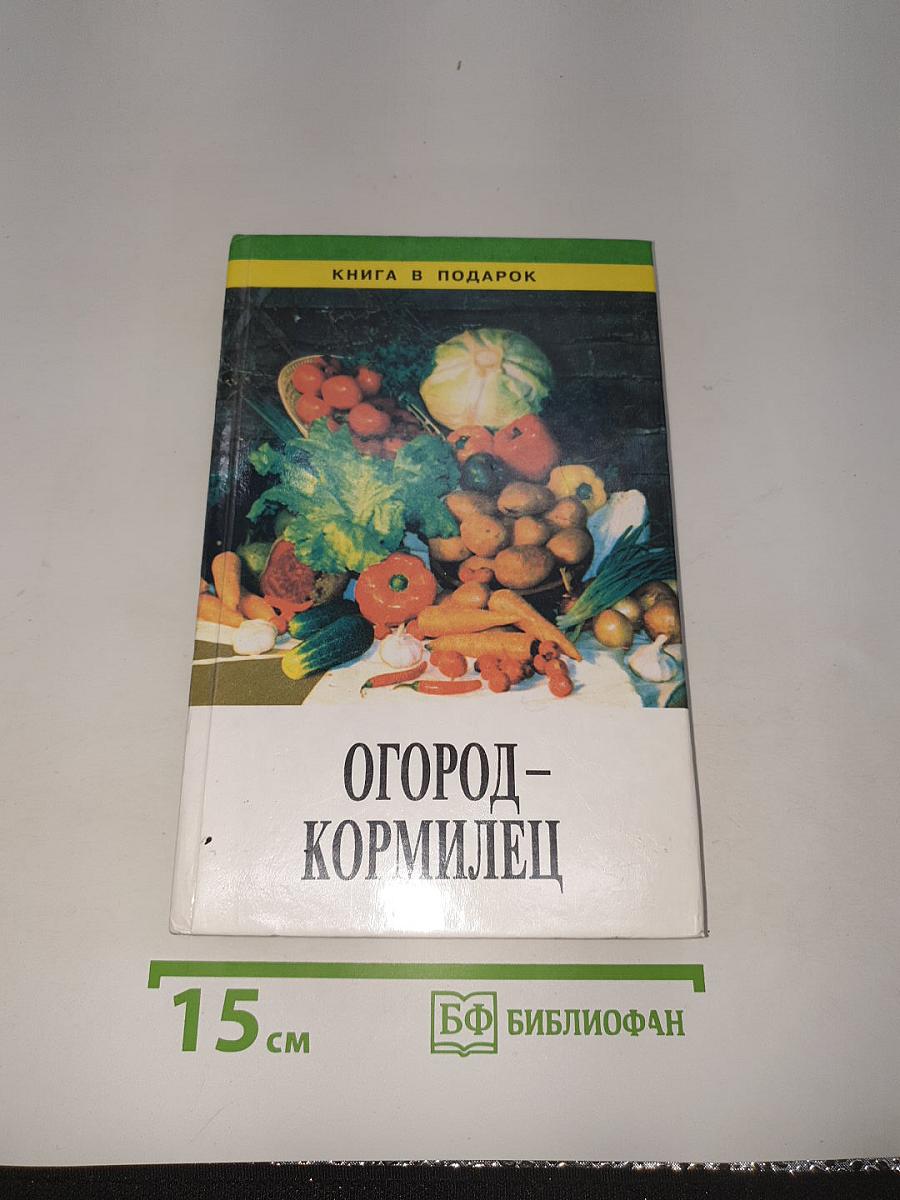 КНИГА В ПОДАРОК
ОГОРОД –
КОРМИЛЕЦ
15 см
БФ БИБЛИОФАН